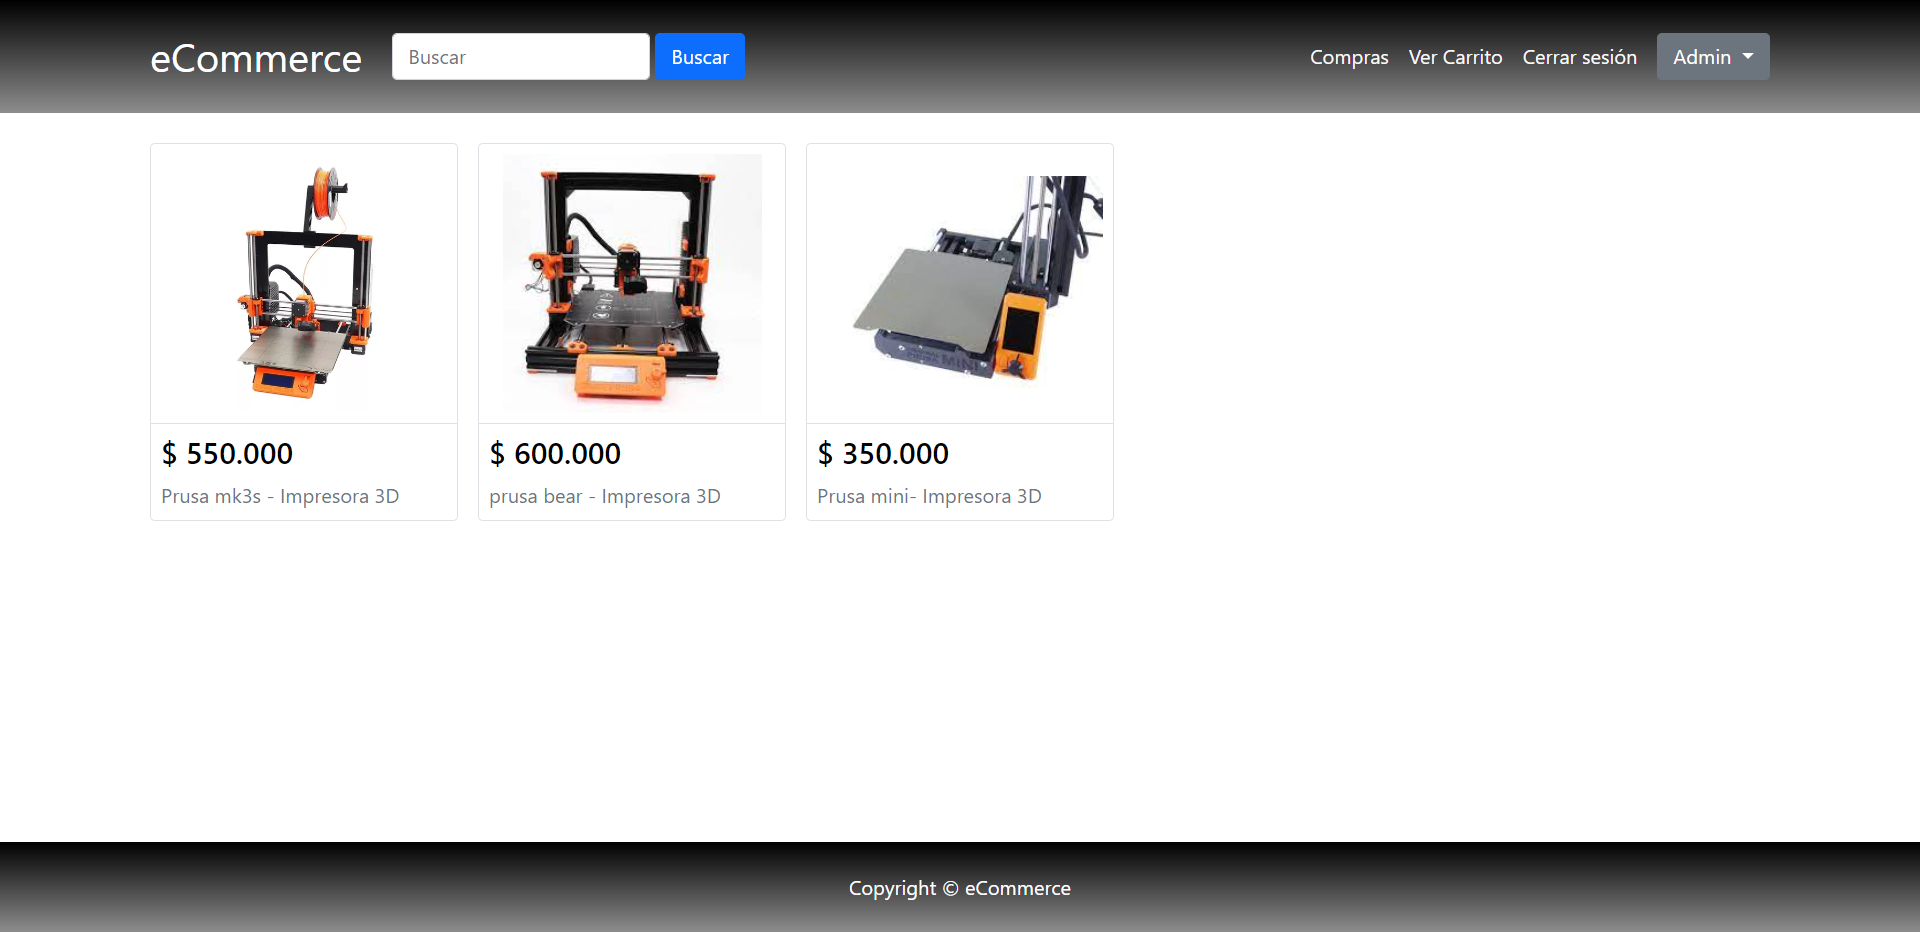 eCommerce
Buscar
Buscar
Compras
Ver Carrito
Cerrar sesión
Admin
MINI
$ 550.000
Prusa mk3s - Impresora 3D
$ 600.000
prusa bear - Impresora 3D
$ 350.000
Prusa mini- Impresora 3D
Copyright © eCommerce